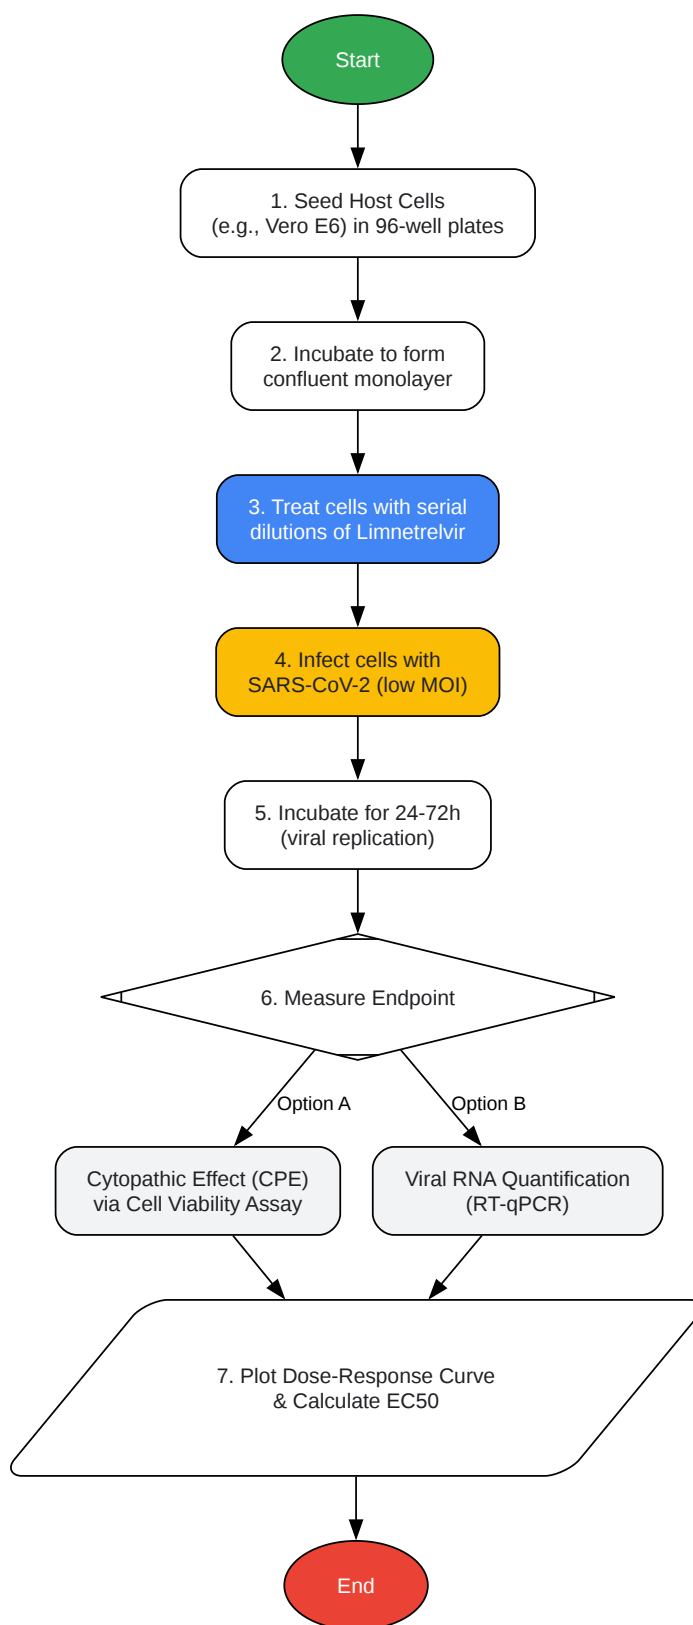 Start
1. Seed Host Cells
(e.g., Vero E6) in 96-well plates
2. Incubate to form
confluent monolayer
3. Treat cells with serial
dilutions of Limnetrelvir
4. Infect cells with
SARS-CoV-2 (low MOI)
5. Incubate for 24-72h
(viral replication)
6. Measure Endpoint
Option A
Option B
Cytopathic Effect (CPE)
via Cell Viability Assay
Viral RNA Quantification
(RT-qPCR)
7. Plot Dose-Response Curve
& Calculate EC50
End